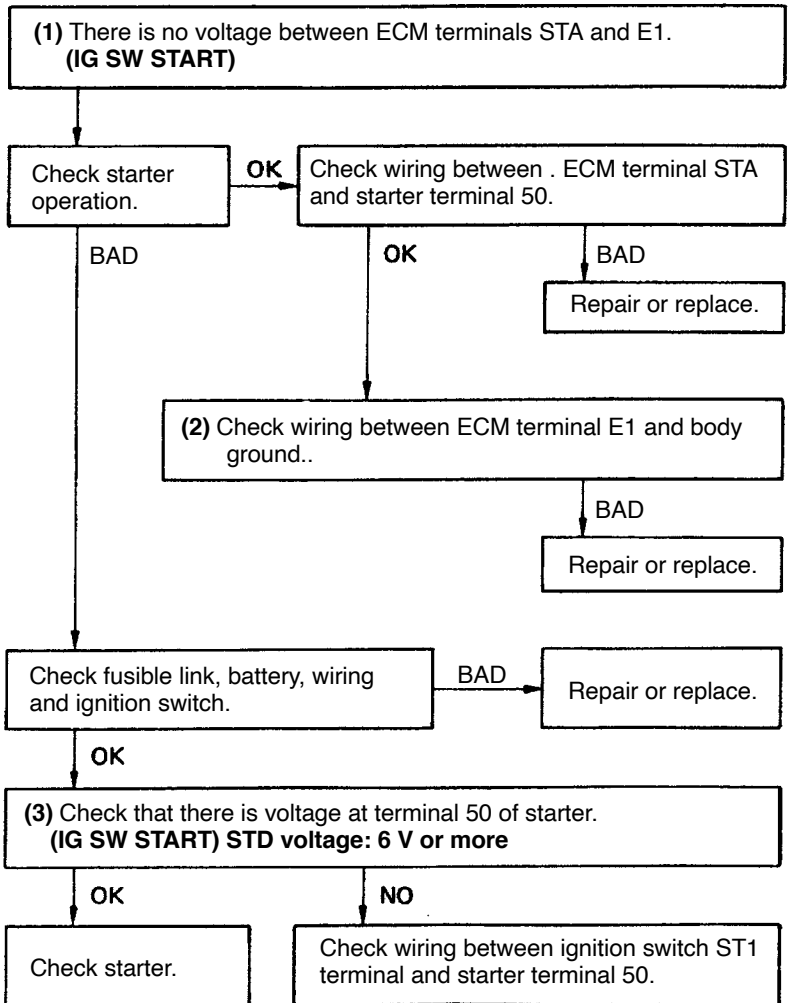 (1) There is no voltage between ECM terminals STA and E1.
(IG SW START)
Check starter
operation.
OK
Check wiring between . ECM terminal STA
and starter terminal 50.
BAD
OK
BAD
Repair or replace.
(2) Check wiring between ECM terminal E1 and body
ground..
BAD
Repair or replace.
Check fusible link, battery, wiring
and ignition switch.
BAD
Repair or replace.
OK
(3) Check that there is voltage at terminal 50 of starter.
(IG SW START) STD voltage: 6 V or more
OK
NO
Check starter.
Check wiring between ignition switch ST1
terminal and starter terminal 50.